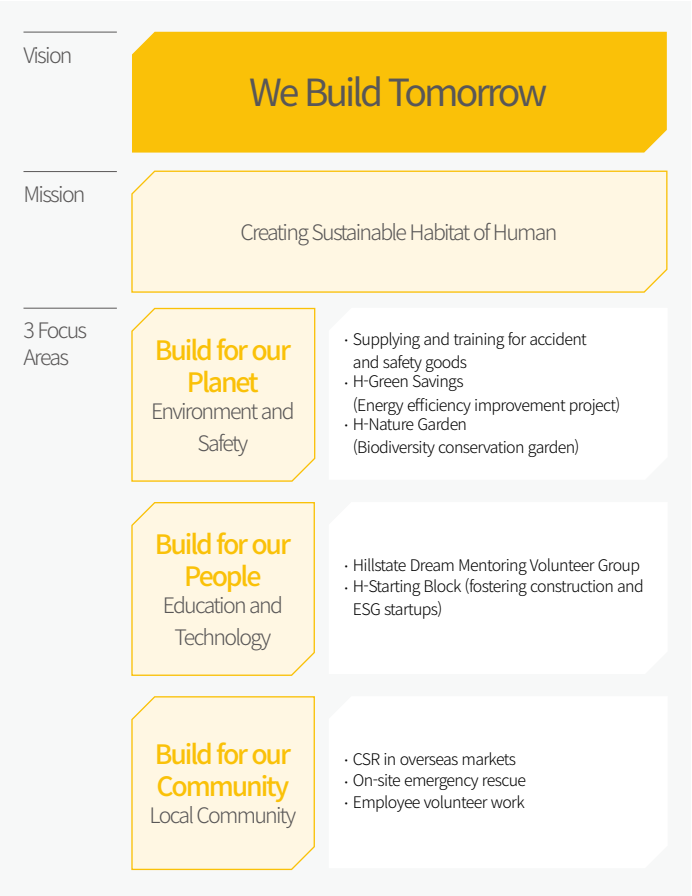 Vision
We Build Tomorrow
Mission
Creating Sustainable Habitat of Human
3 Focus
Areas
Build for our
Planet
Environment and
Safety
· Supplying and training for accident
and safety goods
· H-Green Savings
(Energy efficiency improvement project)
· H-Nature Garden
(Biodiversity conservation garden)
Build for our
People
Education and
Technology
· Hillstate Dream Mentoring Volunteer Group
· H-Starting Block (fostering construction and
ESG startups)
Build for our
Community
Local Community
· CSR in overseas markets
· On-site emergency rescue
· Employee volunteer work